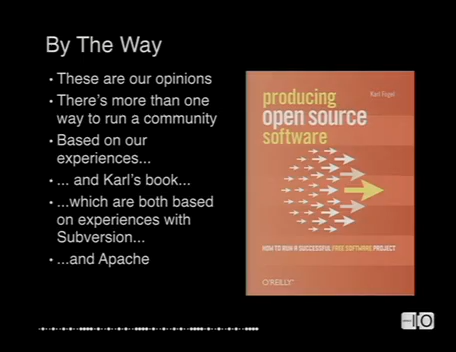 By The Way
• These are our opinions
• There's more than one
way to run a community
• Based on our
experiences...
• ... and Karl's book...
• ...which are both based
on experiences with
Subversion...
• ...and Apache
producing
Karl Fogel
open source
software
HOW TO RUN A SUCCESSFUL FREE SOFTWARE PROJECT
O'REILLY
IO